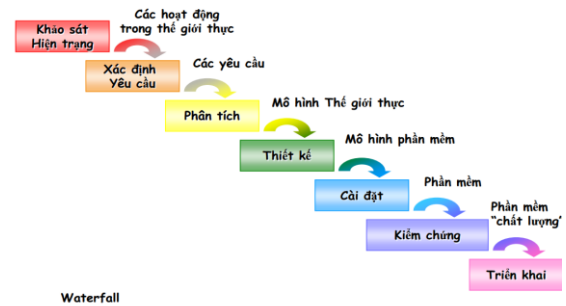 Khảo sát
Hiện trạng
Các hoạt động
trong thế giới thực
Xác định
Yêu cầu
Các yêu cầu
Phân tích
Mô hình Thế giới thực
Thiết kế
Mô hình phần mềm
Cài đặt
Phần mềm
Kiểm chứng
Phần mềm
"chất lượng"
Triển khai
Waterfall